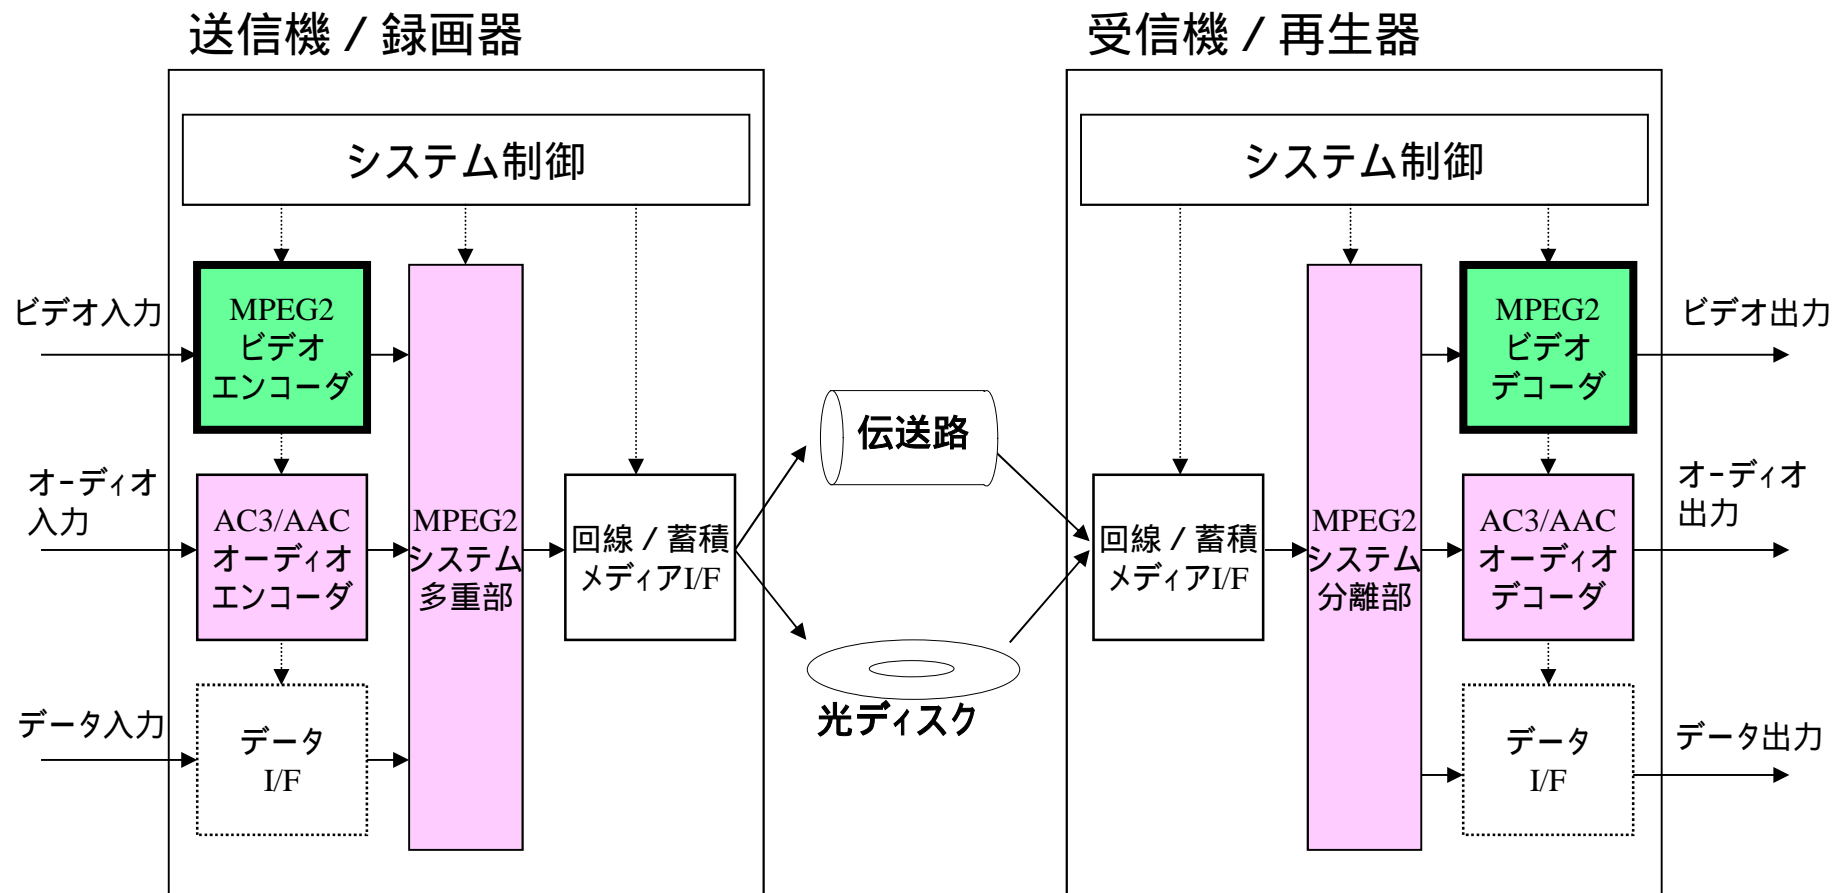 送信機 / 録画器
システム制御
ビデオ入力
MPEG2
ビデオ
エンコーダ
オーディオ
入力
AC3/AAC
オーディオ
エンコーダ
データ入力
データ
I/F
MPEG2
システム
多重部
回線 / 蓄積
メディアI/F
伝送路
光ディスク
受信機 / 再生器
システム制御
回線 / 蓄積
メディアI/F
MPEG2
システム
分離部
MPEG2
ビデオ
デコーダ
ビデオ出力
AC3/AAC
オーディオ
デコーダ
オーディオ
出力
データ
I/F
データ出力